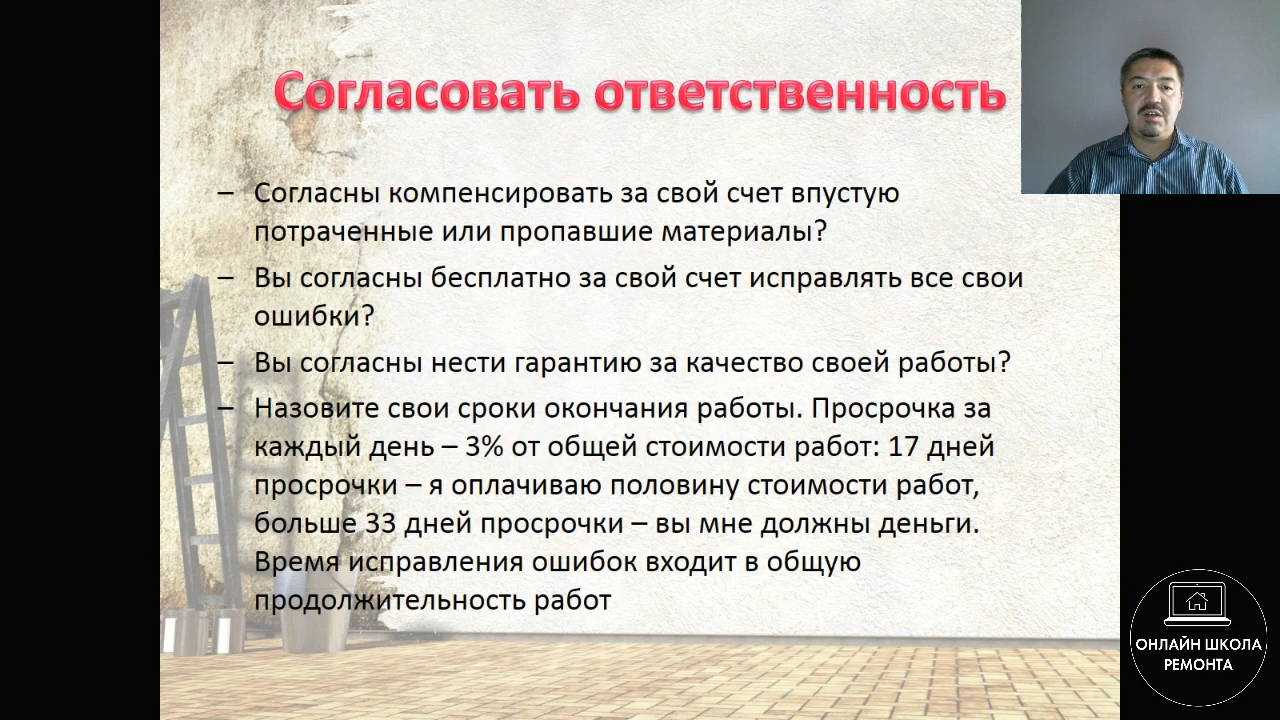 Согласовать ответственность
– Согласны компенсировать за свой счет впустую
потраченные или пропавшие материалы?
– Вы согласны бесплатно за свой счет исправлять все свои
ошибки?
– Вы согласны нести гарантию за качество своей работы?
– Назовите свои сроки окончания работы. Просрочка за
каждый день – 3% от общей стоимости работ: 17 дней
просрочки – я оплачиваю половину стоимости работ,
больше 33 дней просрочки – вы мне должны деньги.
Время исправления ошибок входит в общую
продолжительность работ
ОНЛАЙН ШКОЛА
РЕМОНТА